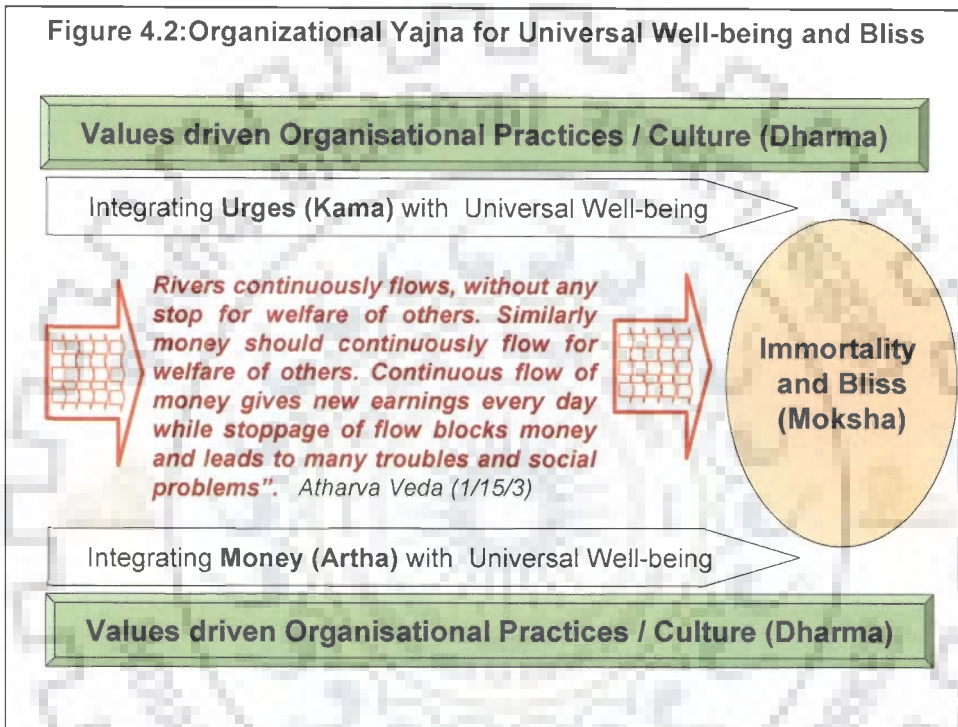 Figure 4.2:Organizational Yajna for Universal Well-being and Bliss
Values driven Organisational Practices / Culture (Dharma)
Integrating Urges (Kama) with Universal Well-being
Rivers continuously flows, without any
stop for welfare of others. Similarly
money should continuously flow for
welfare of others. Continuous flow of
money gives new earnings every day
while stoppage of flow blocks money
and leads to many troubles and social
problems”. Atharva Veda (1/15/3)
Immortality
and Bliss
(Moksha)
Integrating Money (Artha) with Universal Well-being
Values driven Organisational Practices / Culture (Dharma)